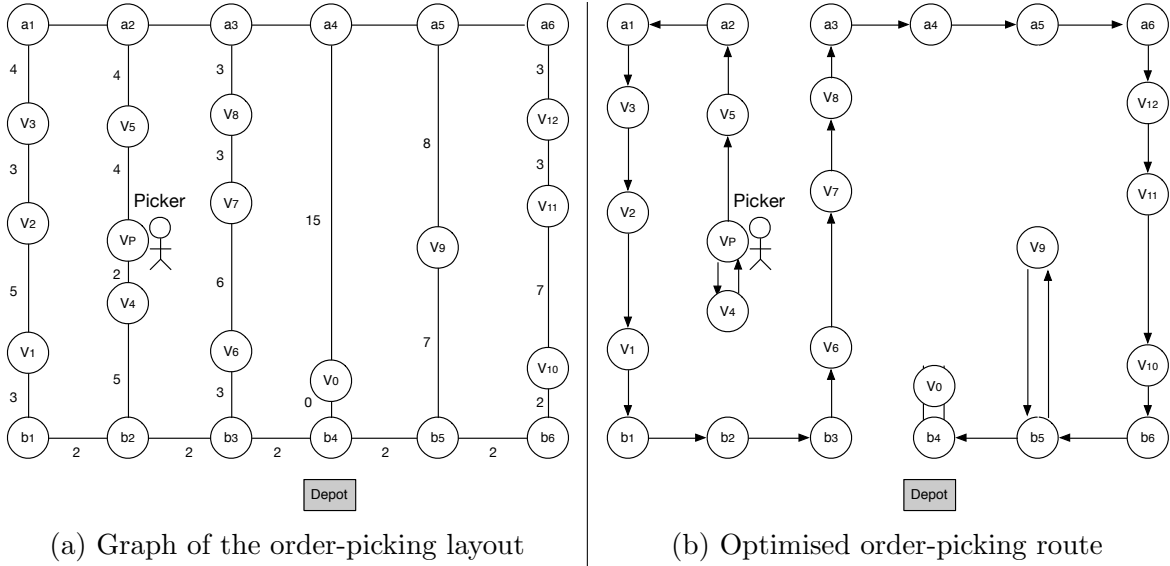 a1 a2 a3 a4 a5 a6
4 4 3 3
V3 V5 V8 V12
3 4 3 15 8 3
Picker
V2 VP V7 V9 V11
2
V4
5 6 7 7
V1 V6 V0 V10
3 5 3 0 2
b1 b2 b3 b4 b5 b6
2 2 2 2 2
Depot
(a) Graph of the order-picking layout
a1 a2 a3 a4 a5 a6
V3 V5 V8 V12
Picker
V2 VP V7 V9 V11
V4
V1 V6 V0 V10
b1 b2 b3 b4 b5 b6
Depot
(b) Optimised order-picking route